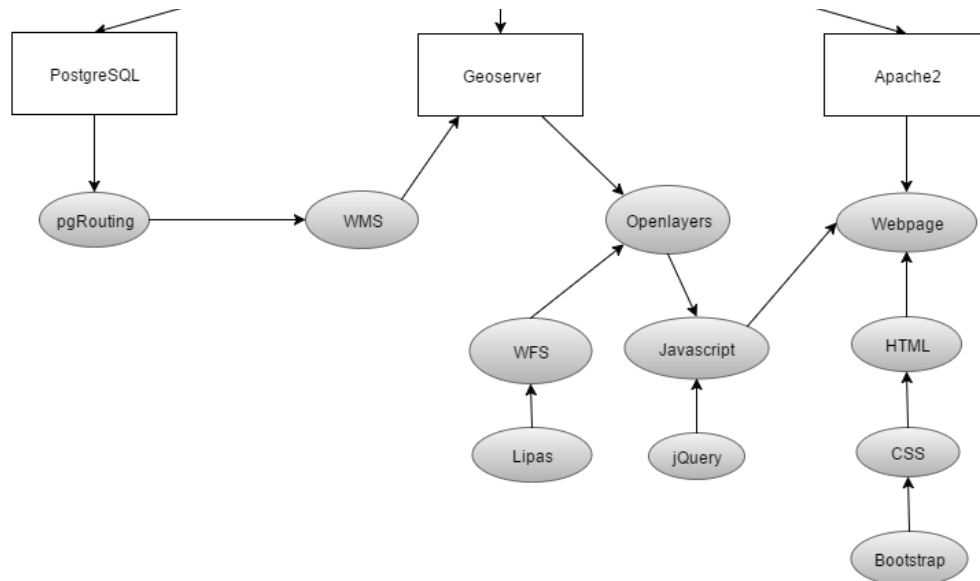 PostgreSQL
Geoserver
Apache2
pgRouting
WMS
Openlayers
Webpage
WFS
Javascript
HTML
Lipas
jQuery
CSS
Bootstrap